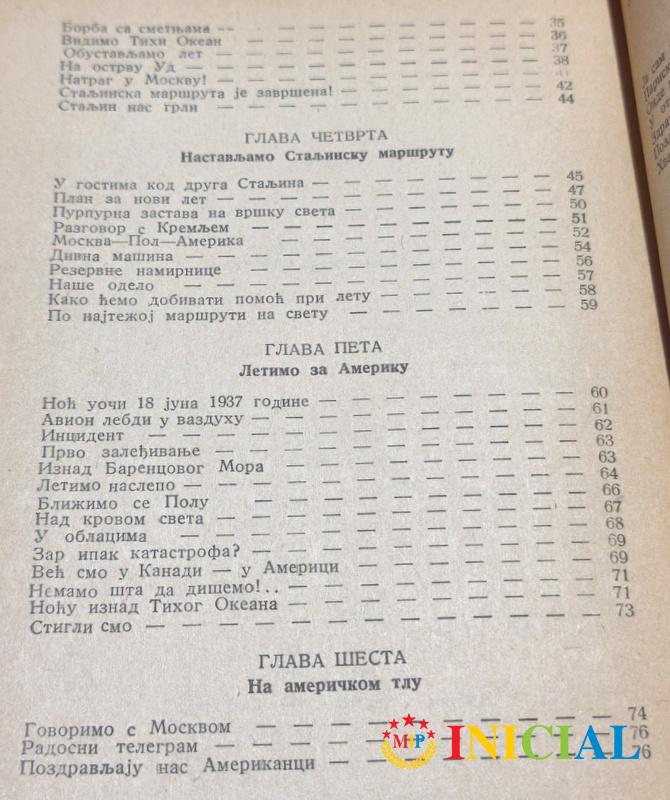 Борба са сметњама — — — — — — — — 35
Видимо Тихи Океан — — — — — — — — 36
Обустављамо лет — — — — — — — — 37
На острву Уд — — — — — — — — — 38
Натраг у Москву! — — — — — — — —
Стаљинска маршрута је завршена! — — — — — 42
Стаљин нас грли — — — — — — — — 44
ГЛАВА ЧЕТВРТА
Настављамо Стаљинску маршруту
У гостима код друга Стаљина — — — — — — 45
План за нови лет — — — — — — — — 47
Пурпурна застава на вршку света — — — — — 50
Разговор с Кремљем — — — — — — — — 51
Москва—Пол—Америка — — — — — — — 52
Дивна машина — — — — — — — — — 54
Резервне намирнице — — — — — — — — 56
Наше одело — — — — — — — — — 57
Како ћемо добивати помоћ при лету — — — — — 58
По најтежој маршрути на свету — — — — — — 59
ГЛАВА ПЕТА
Летимо за Америку
Ноћ уочи 18 јуна 1937 године — — — — — — — 60
Авион лебди у ваздуху — — — — — — — — 61
Инцидент — — — — — — — — — — — 62
Прво залеђивање — — — — — — — — — 63
Изнад Баренцовог Мора — — — — — — — 63
Летимо наслепо — — — — — — — — — 64
Ближимо се Полу — — — — — — — — 66
Над кровом света — — — — — — — — — 67
У облацима — — — — — — — — — — 68
Зар ипак катастрофа? — — — — — — — — 69
Већ смо у Канади — у Америци — — — — — — 69
Немамо шта да дишемо!.. — — — — — — — — 71
Ноћу изнад Тихог Океана — — — — — — — — 71
Стигли смо — — — — — — — — — — — 73
ГЛАВА ШЕСТА
На америчком тлу
Говоримо с Москвом — — — — — — — — — 74
Радосни телеграм — — — — — — — — — 76
Поздрављају нас Американци — — — — 76
МФР INICIAL